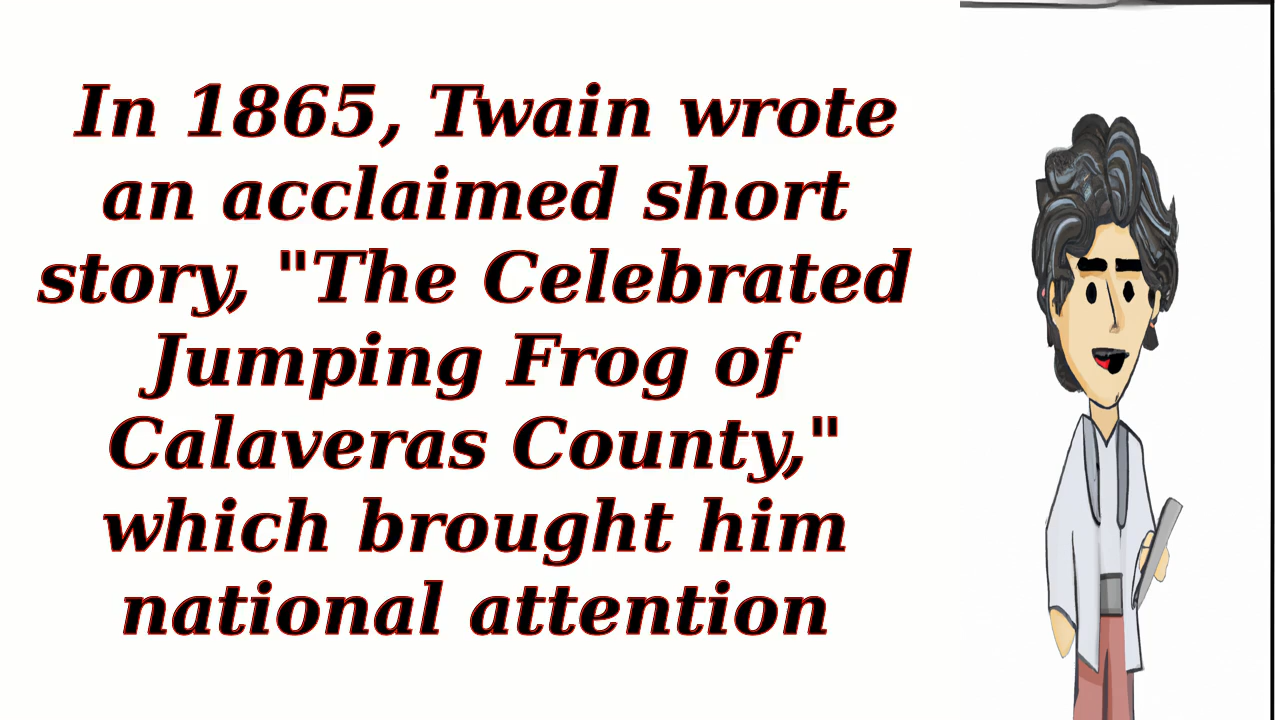 In 1865, Twain wrote
an acclaimed short
story, "The Celebrated
Jumping Frog of
Calaveras County,"
which brought him
national attention